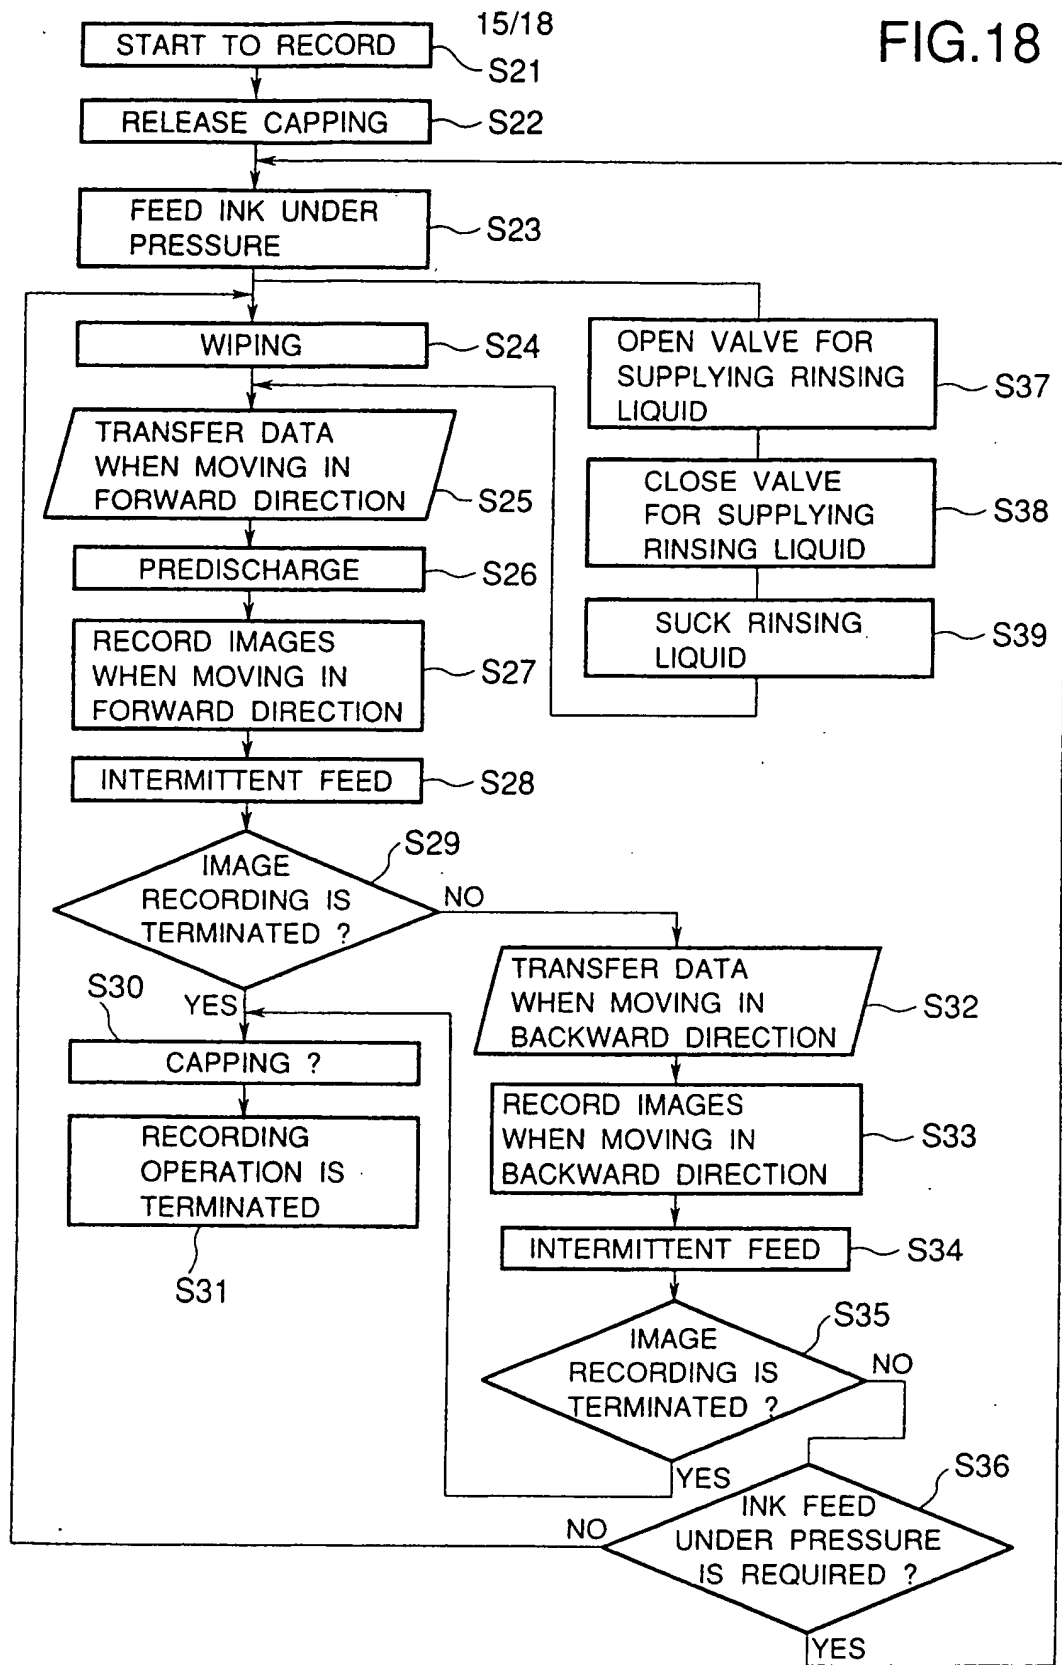 15/18
FIG.18
START TO RECORD
S21
RELEASE CAPPING
S22
FEED INK UNDER
PRESSURE
S23
WIPING
S24
TRANSFER DATA
WHEN MOVING IN
FORWARD DIRECTION
S25
PREDISCHARGE
S26
RECORD IMAGES
WHEN MOVING IN
FORWARD DIRECTION
S27
INTERMITTENT FEED
S28
IMAGE
RECORDING IS
TERMINATED ?
S29
NO
YES
S30
CAPPING ?
RECORDING
OPERATION IS
TERMINATED
S31
OPEN VALVE FOR
SUPPLYING RINSING
LIQUID
S37
CLOSE VALVE
FOR SUPPLYING
RINSING LIQUID
S38
SUCK RINSING
LIQUID
S39
TRANSFER DATA
WHEN MOVING IN
BACKWARD DIRECTION
S32
RECORD IMAGES
WHEN MOVING IN
BACKWARD DIRECTION
S33
INTERMITTENT FEED
S34
IMAGE
RECORDING IS
TERMINATED ?
S35
NO
YES
INK FEED
UNDER PRESSURE
IS REQUIRED ?
S36
NO
YES